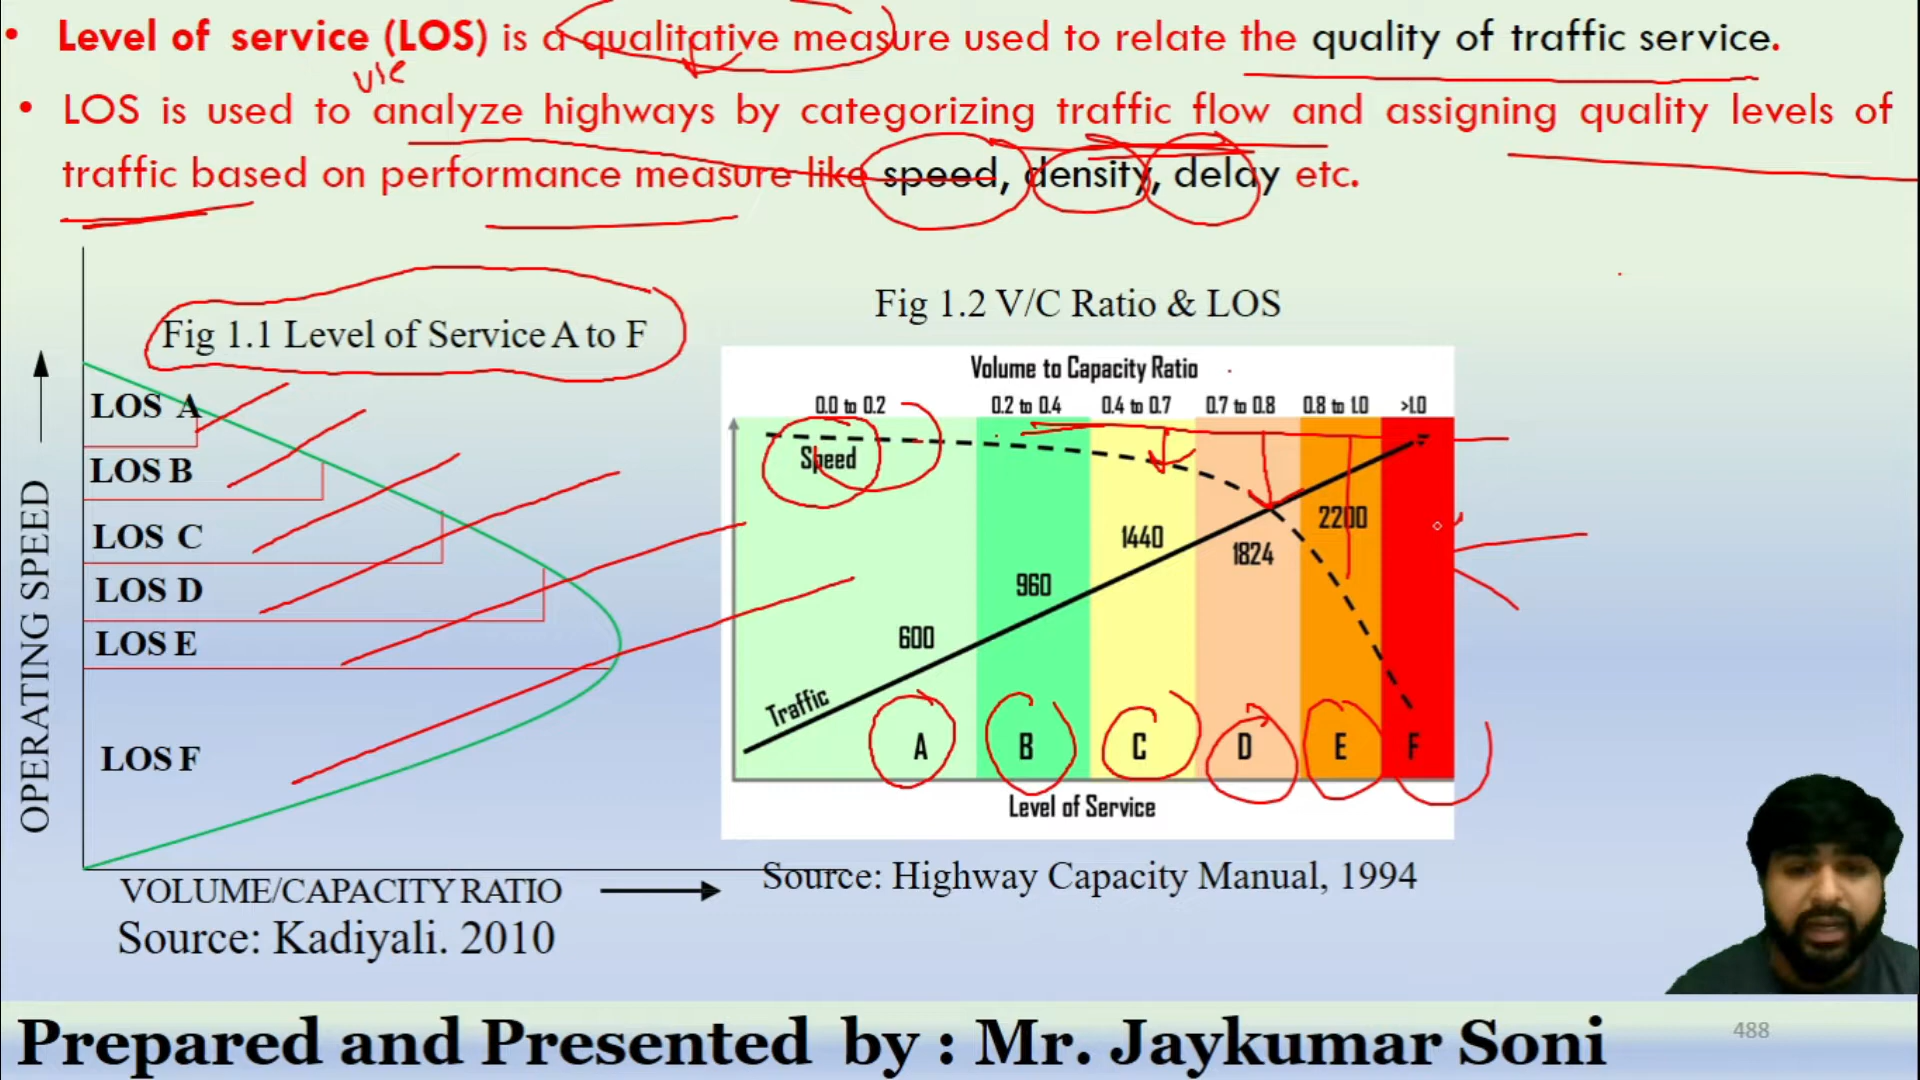 • Level of service (LOS) is a qualitative measure used to relate the quality of traffic service.
use
• LOS is used to analyze highways by categorizing traffic flow and assigning quality levels of
traffic based on performance measure like speed, density, delay etc.
Fig 1.1 Level of Service A to F
OPERATING SPEED
LOS A
LOS B
LOS C
LOS D
LOS E
LOS F
VOLUME/CAPACITY RATIO
Source: Kadiyali. 2010
Fig 1.2 V/C Ratio & LOS
Volume to Capacity Ratio
0.0 to 0.2 0.2 to 0.4 0.4 to 0.7 0.7 to 0.8 0.8 to 1.0 >1.0
Speed
2200
1440
1824
960
600
Traffic
A B C D E F
Level of Service
Source: Highway Capacity Manual, 1994
Prepared and Presented by : Mr. Jaykumar Soni
488